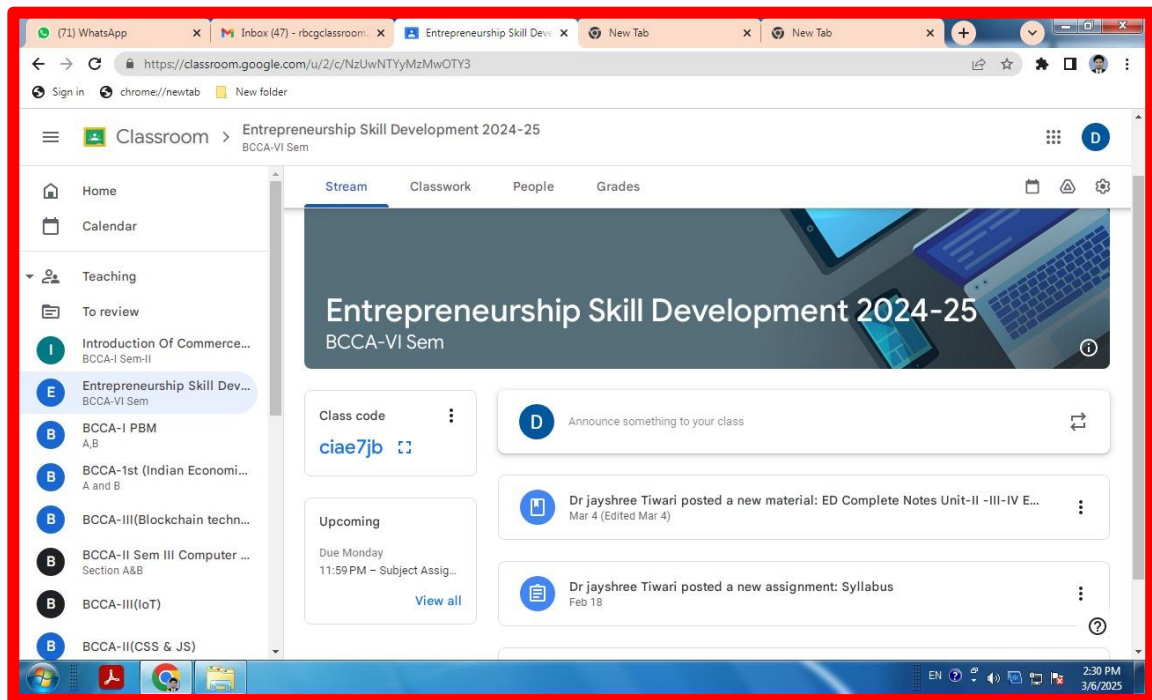 (71) WhatsApp
Inbox (47) - rbcgclassroom
Entrepreneurship Skill Deve
New Tab
New Tab
https://classroom.google.com/u/2/c/NzUwNTYyMzMwOTY3
Sign in
chrome://newtab
New folder
Classroom > Entrepreneurship Skill Development 2024-25
BCCA-VI Sem
D
Home
Calendar
Teaching
To review
I
Introduction Of Commerce...
BCCA-I Sem-II
E
Entrepreneurship Skill Dev...
BCCA-VI Sem
B
BCCA-I PBM
A,B
B
BCCA-1st (Indian Economi...
A and B
B
BCCA-III(Blockchain techn...
B
BCCA-II Sem III Computer ...
Section A&B
B
BCCA-III(IoT)
B
BCCA-II(CSS & JS)
Stream
Classwork
People
Grades
Entrepreneurship Skill Development 2024-25
BCCA-VI Sem
Class code
ciae7jb
Upcoming
Due Monday
11:59 PM – Subject Assig...
View all
D
Announce something to your class
Dr jayshree Tiwari posted a new material: ED Complete Notes Unit-II -III-IV E...
Mar 4 (Edited Mar 4)
Dr jayshree Tiwari posted a new assignment: Syllabus
Feb 18
EN
2:30 PM
3/6/2025